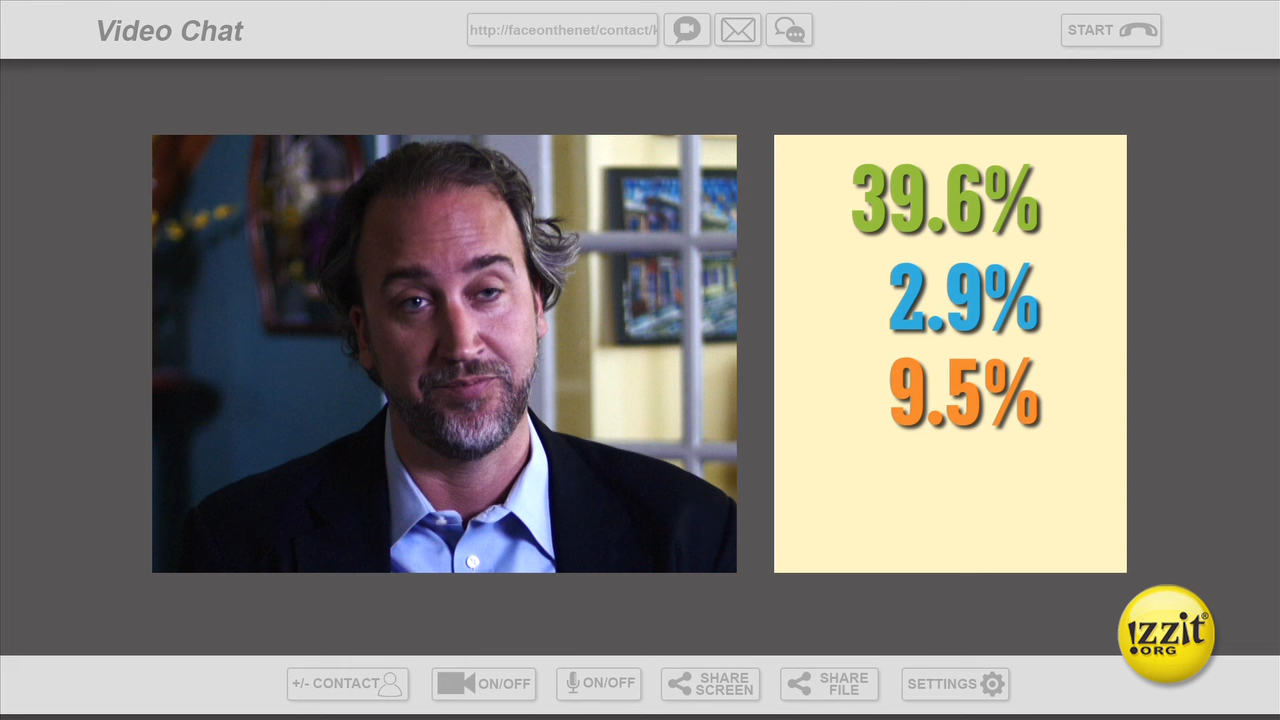 Video Chat
http://faceonthenet/contact/k
START
39.6%
2.9%
9.5%
!zzit®
.ORG
+/- CONTACT
ON/OFF
ON/OFF
SHARE
SCREEN
SHARE
FILE
SETTINGS